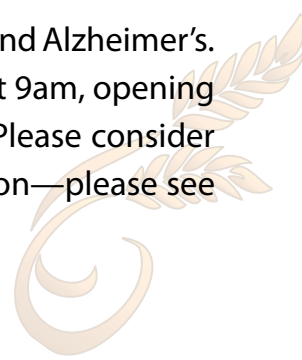 nd Alzheimer’s.
t 9am, opening
Please consider
on—please see